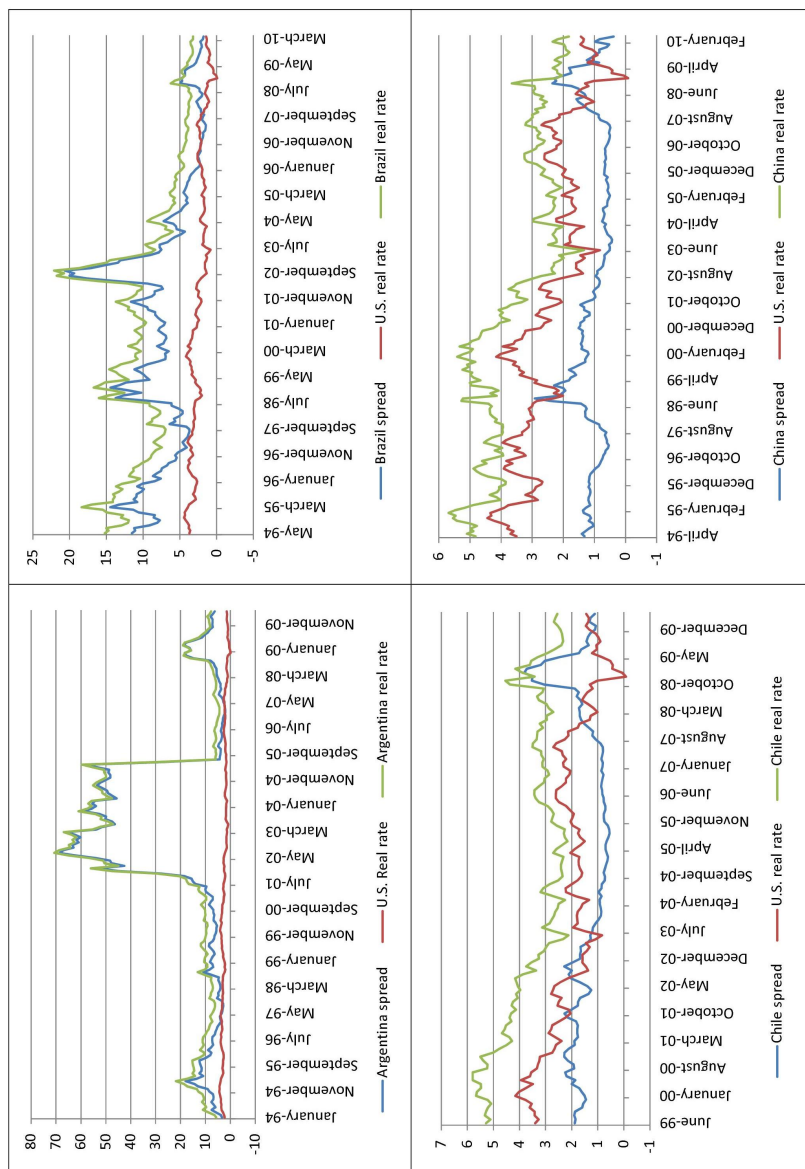 80
70
60
50
40
30
20
10
0
-10
January-94
November-94
September-95
July-96
May-97
March-98
January-99
November-99
September-00
July-01
May-02
March-03
January-04
November-04
September-05
July-06
May-07
March-08
January-09
November-09
Argentina spread
U.S. Real rate
Argentina real rate
25
20
15
10
5
0
-5
May-94
March-95
January-96
November-96
September-97
July-98
May-99
March-00
January-01
November-01
September-02
July-03
May-04
March-05
January-06
November-06
September-07
July-08
May-09
March-10
Brazil spread
U.S. real rate
Brazil real rate
7
6
5
4
3
2
1
0
-1
June-99
January-00
August-00
March-01
October-01
May-02
December-02
July-03
February-04
September-04
April-05
November-05
June-06
January-07
August-07
March-08
October-08
May-09
December-09
Chile spread
U.S. real rate
Chile real rate
6
5
4
3
2
1
0
-1
April-94
February-95
December-95
October-96
August-97
June-98
April-99
February-00
December-00
October-01
August-02
June-03
April-04
February-05
December-05
October-06
August-07
June-08
April-09
February-10
China spread
U.S. real rate
China real rate